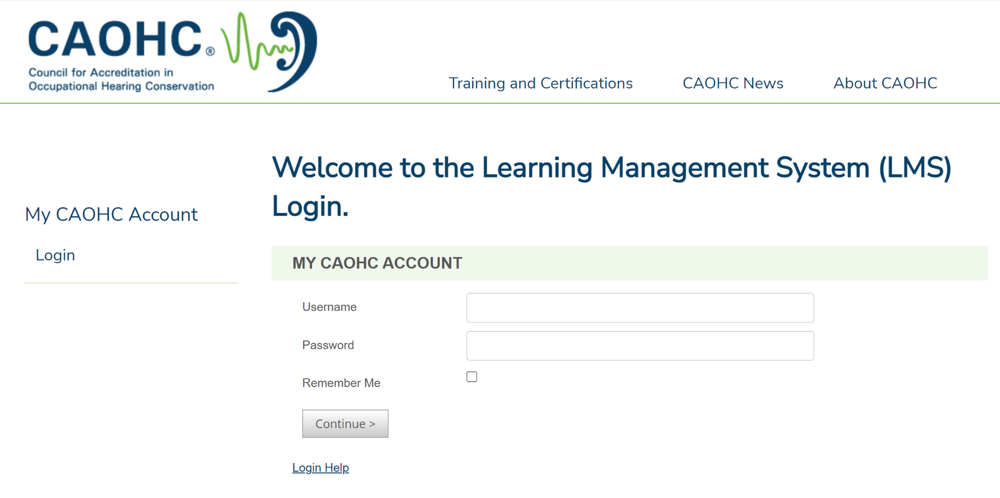 CAOHC®
Council for Accreditation in
Occupational Hearing Conservation
Training and Certifications
CAOHC News
About CAOHC
My CAOHC Account
Login
Welcome to the Learning Management System (LMS)
Login.
MY CAOHC ACCOUNT
Username
Password
Remember Me
Continue >
Login Help